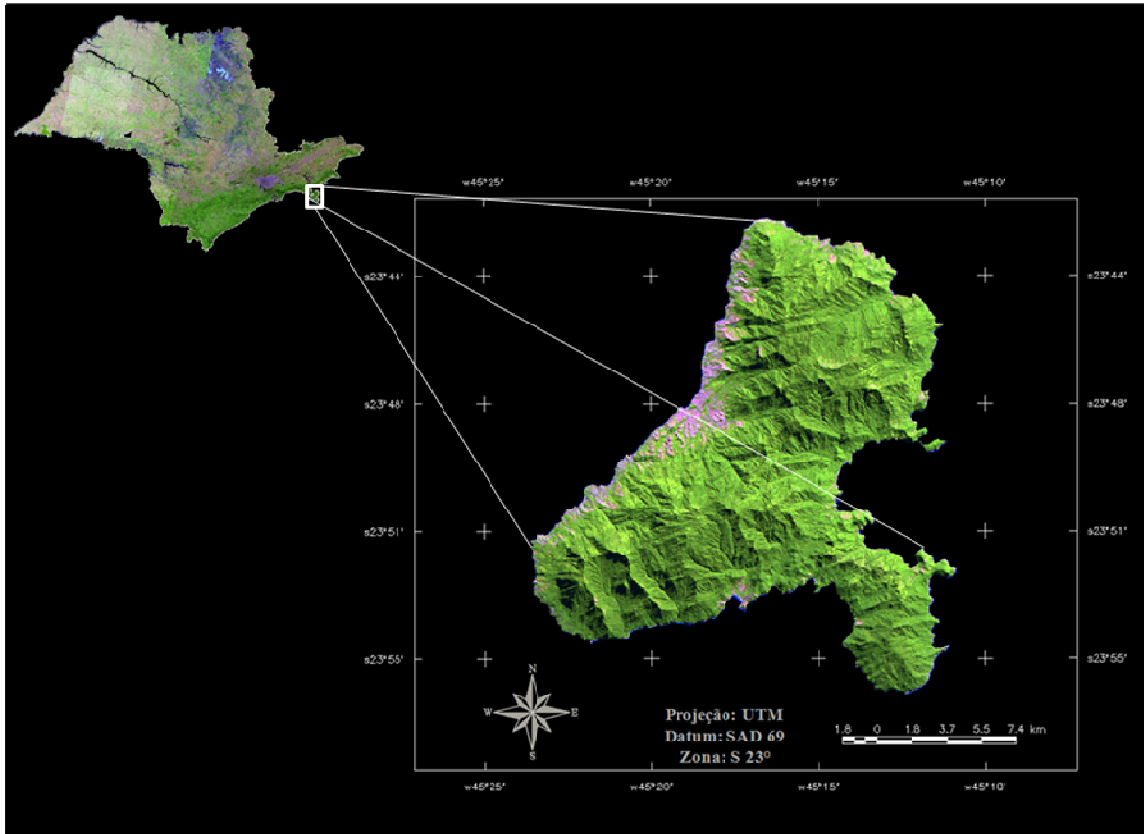 w45°25' w45°20' w45°15' w45°10'
s23°44' s23°44'
s23°48' s23°48'
s23°51' s23°51'
s23°55' s23°55'
N
W E
S
Projeção: UTM
Datum: SAD 69
Zona: S 23º
1.8 0 1.8 3.7 5.5 7.4 km
w45°25' w45°20' w45°15' w45°10'